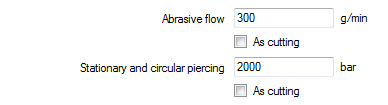 Abrasive flow 300 g/min
As cutting
Stationary and circular piercing 2000 bar
As cutting